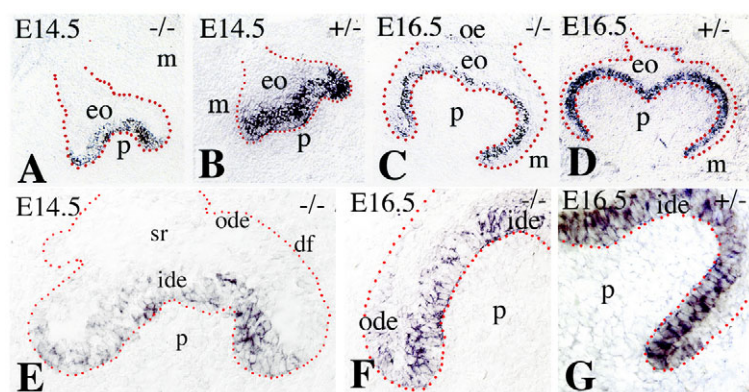 E14.5 -/-
m
eo
p
A
E14.5 +/-
eo
m
p
B
E16.5 oe -/-
eo
p
C
m
E16.5 +/-
eo
p
D
m
E14.5 ode -/-
sr
df
ide
p
E
E16.5 -/-
ide
p
ode
F
E16.5 +/-
ide
p
G